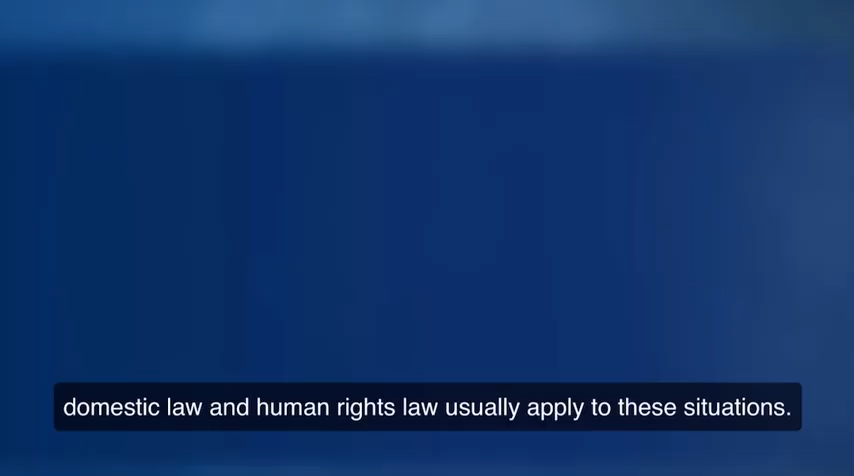 domestic law and human rights law usually apply to these situations.